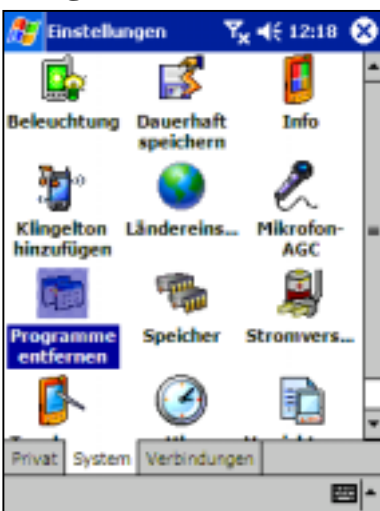 Einstellungen 12:18
Beleuchtung Dauerhaft speichern Info
Klingelton hinzufügen Ländereins... Mikrofon-AGC
Programme entfernen Speicher Stromvers...
Privat System Verbindungen